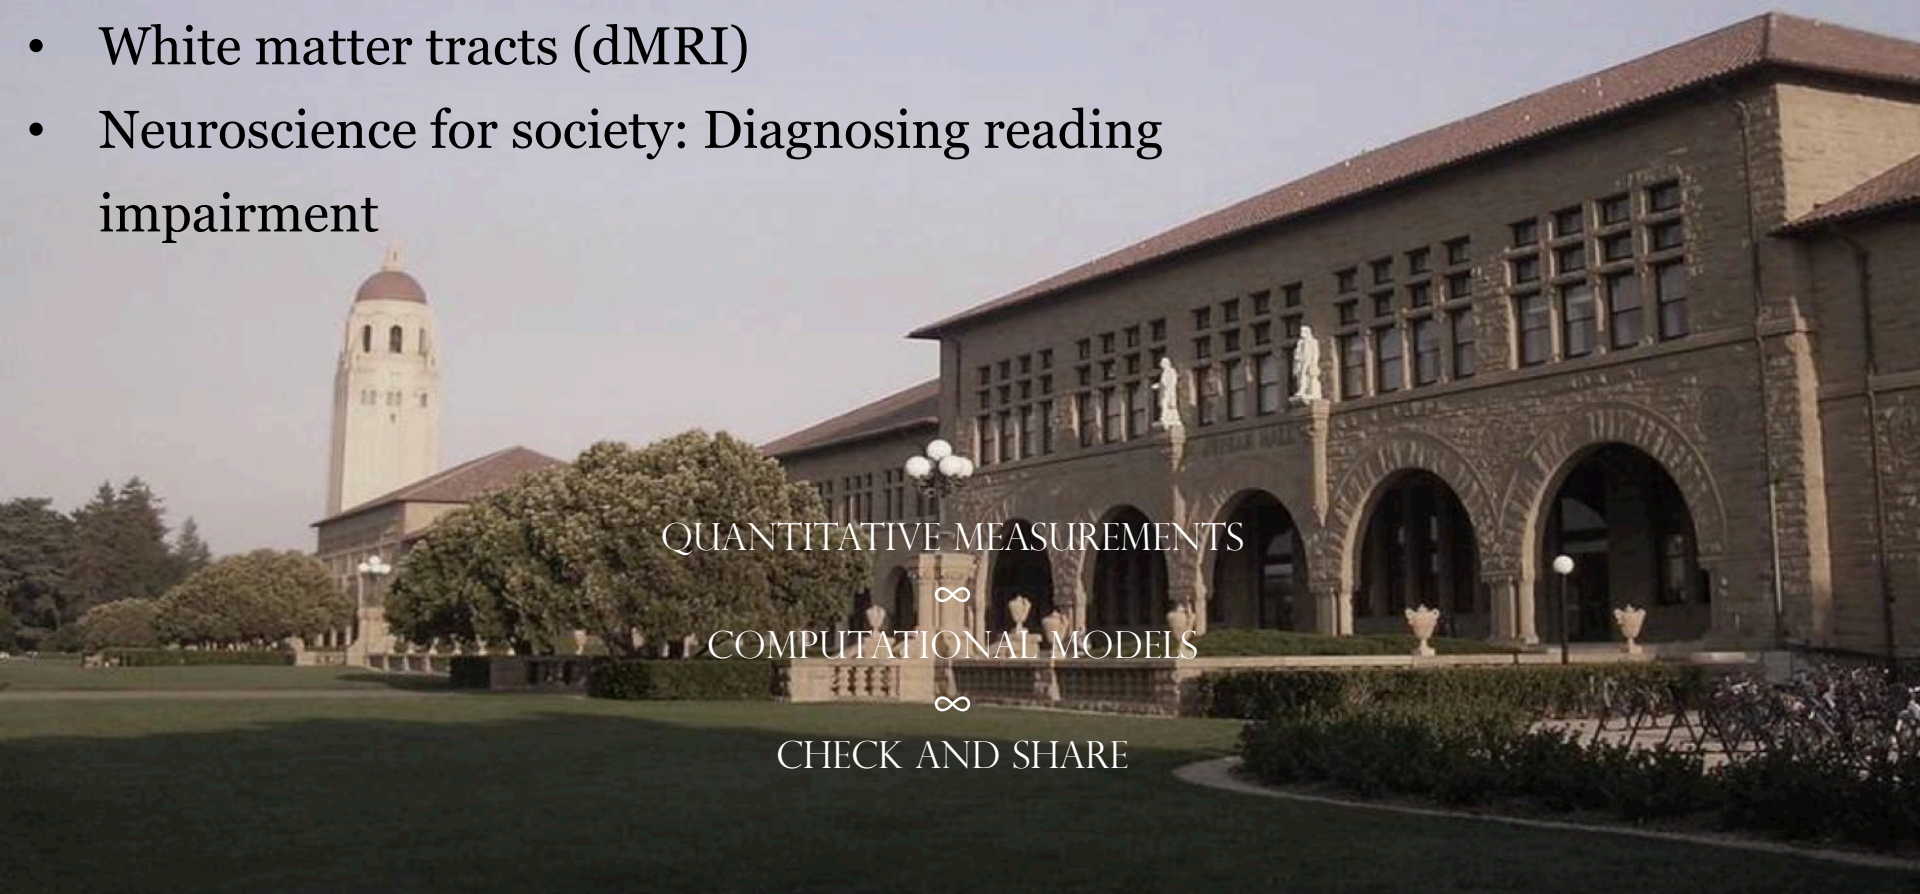 • White matter tracts (dMRI)
• Neuroscience for society: Diagnosing reading
impairment
QUANTITATIVE MEASUREMENTS
∞
COMPUTATIONAL MODELS
∞
CHECK AND SHARE